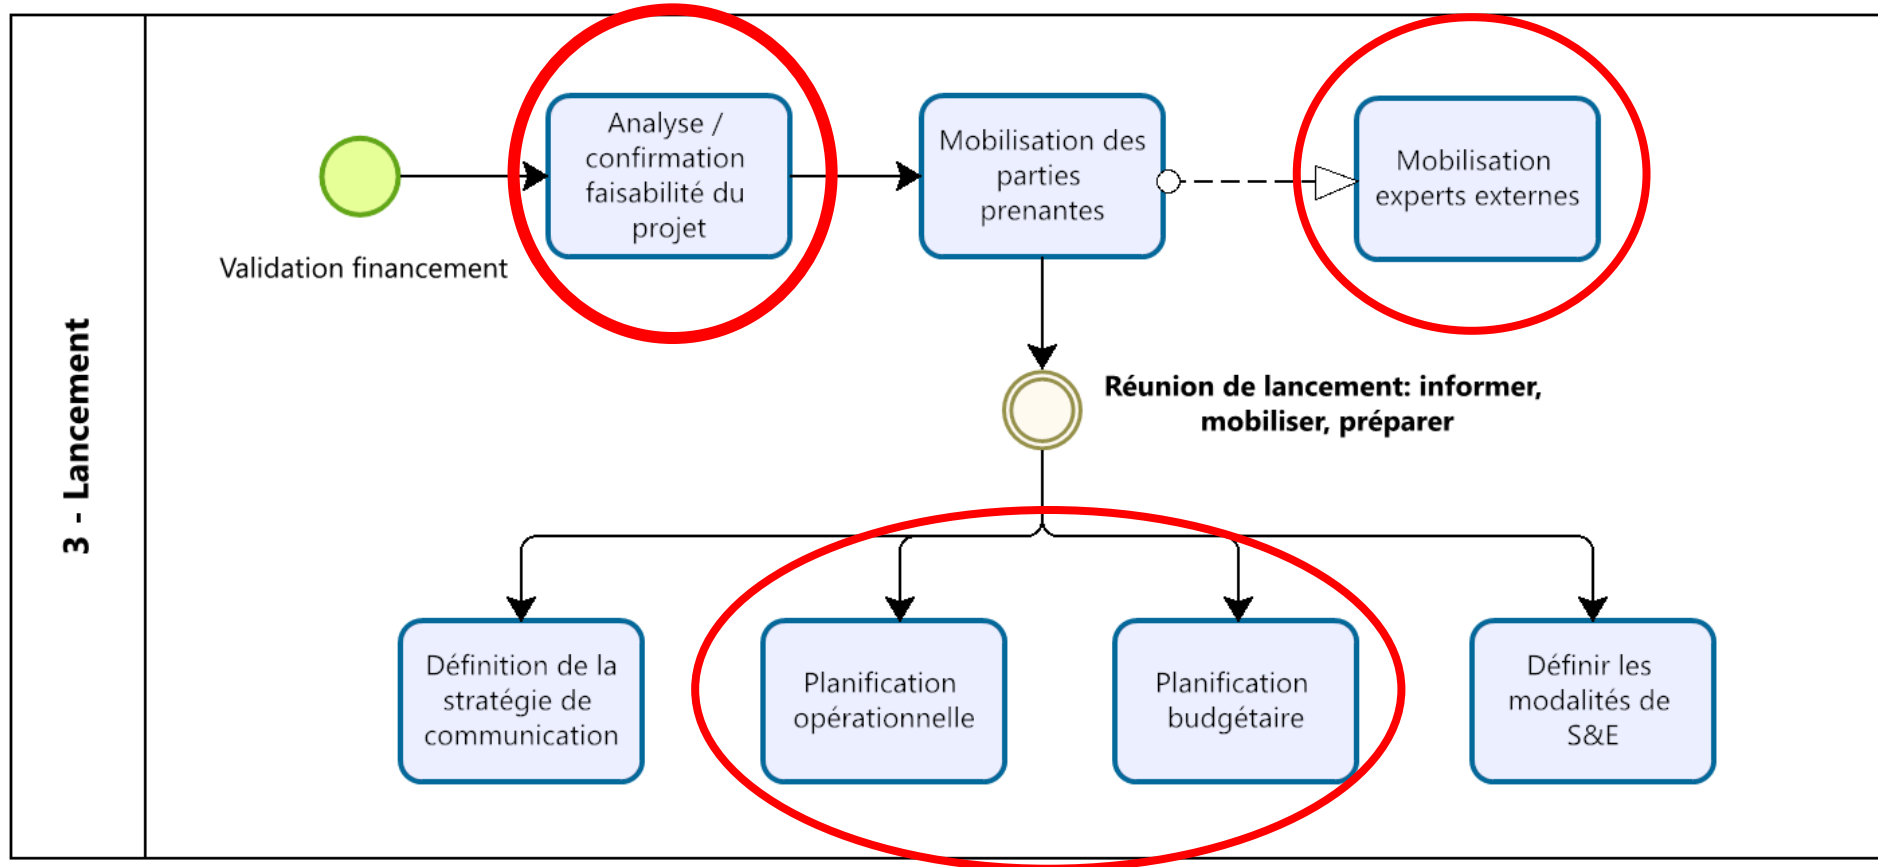 3 - Lancement
Validation financement
Analyse /
confirmation
faisabilité du
projet
Mobilisation des
parties
prenantes
Mobilisation
experts externes
Réunion de lancement: informer,
mobiliser, préparer
Définition de la
stratégie de
communication
Planification
opérationnelle
Planification
budgétaire
Définir les
modalités de
S&E